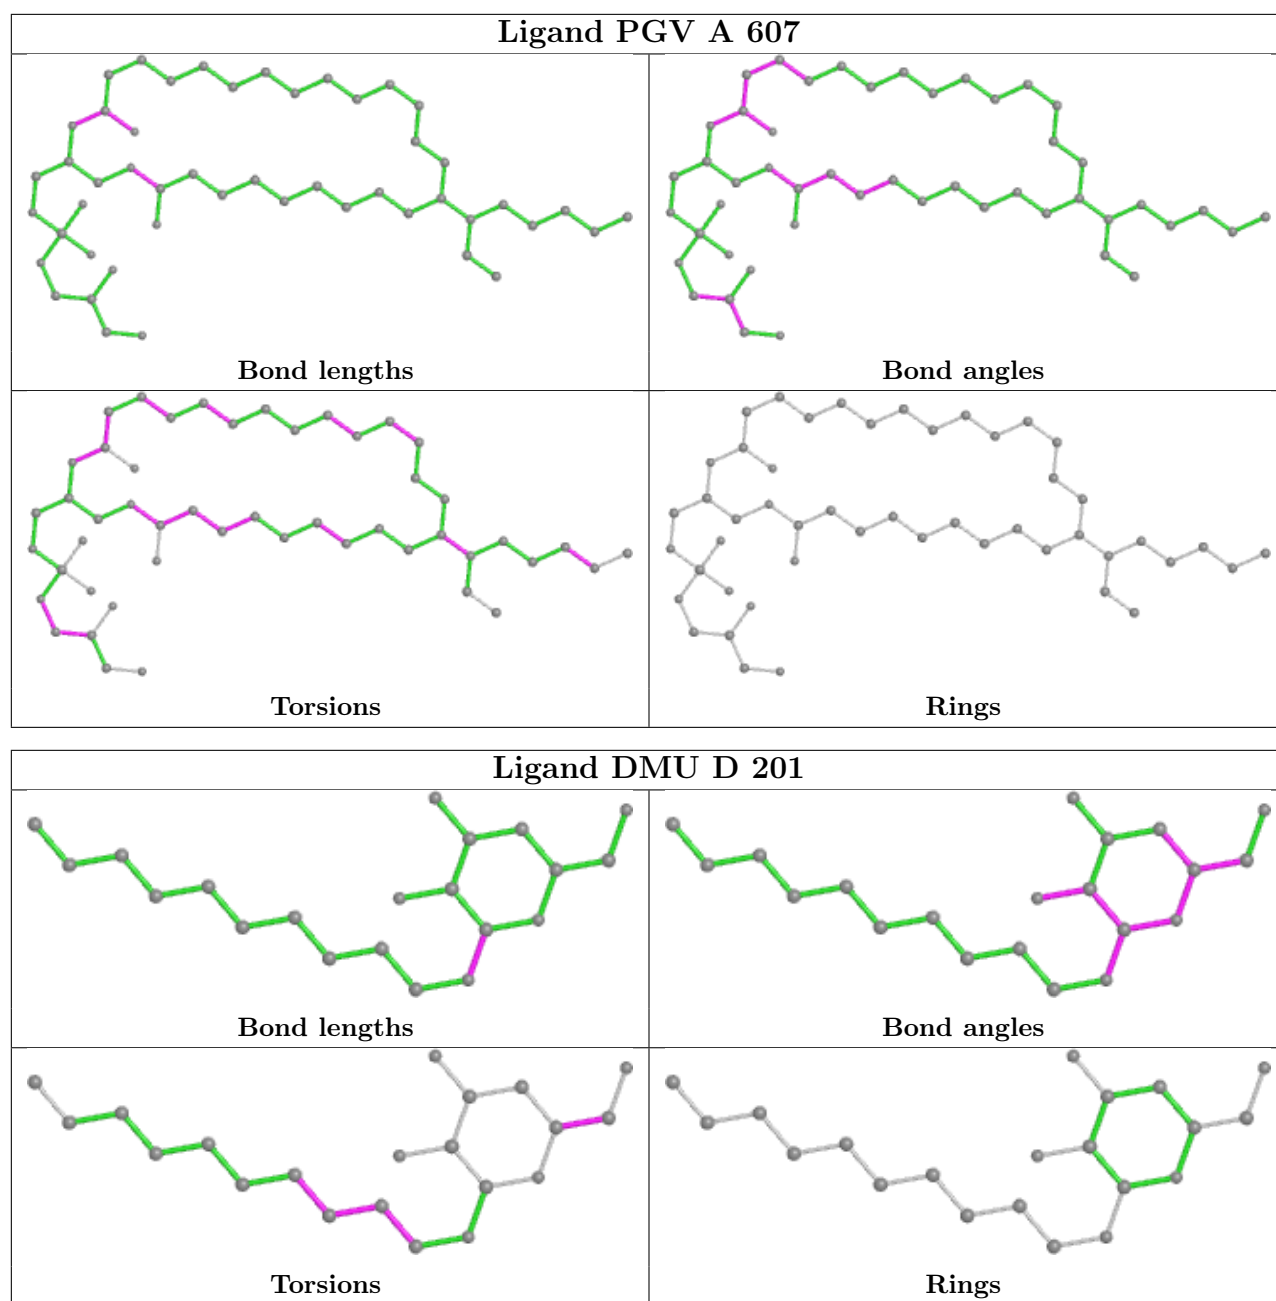 Ligand PGV A 607
Bond lengths
Bond angles
Torsions
Rings
Ligand DMU D 201
Bond lengths
Bond angles
Torsions
Rings